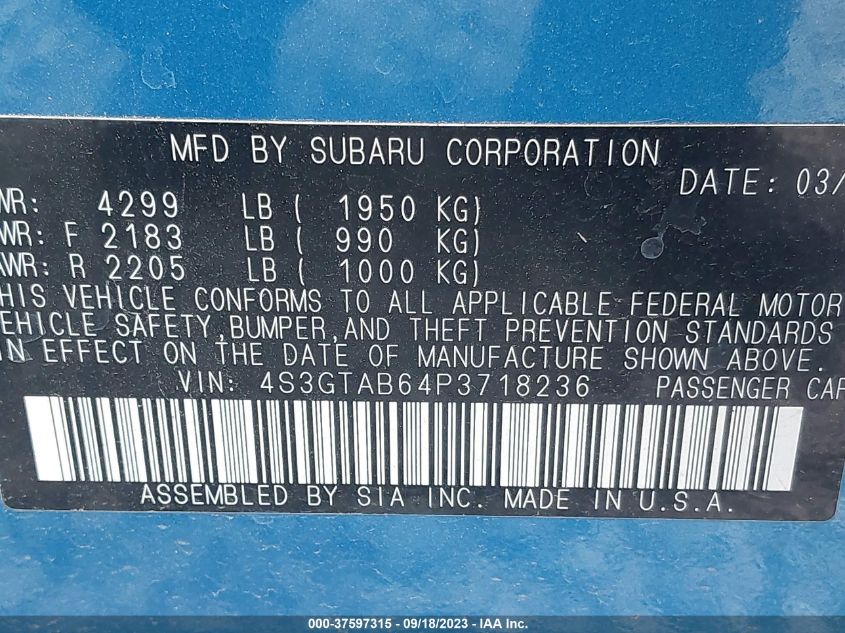 MFD BY SUBARU CORPORATION
DATE: 03/
WR: 4299 LB ( 1950 KG)
WR: F 2183 LB ( 990 KG)
WR: R 2205 LB ( 1000 KG)
HIS VEHICLE CONFORMS TO ALL APPLICABLE FEDERAL MOTOR
EHICLE SAFETY, BUMPER, AND THEFT PREVENTION STANDARDS
IN EFFECT ON THE DATE OF MANUFACTURE SHOWN ABOVE.
VIN: 4S3GTAB64P3718236 PASSENGER CAR
ASSEMBLED BY SIA INC. MADE IN U.S.A.
000-37597315 - 09/18/2023 - IAA Inc.